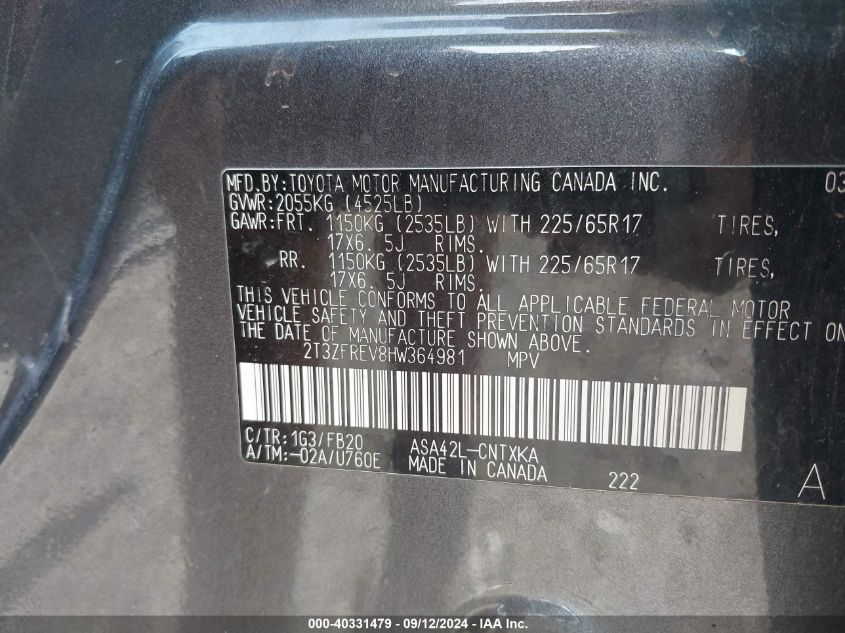 MFD.BY:TOYOTA MOTOR MANUFACTURING CANADA INC. 03
GVWR:2055KG (4525LB)
GAWR:FRT. 1150KG (2535LB) WITH 225/65R17 TIRES,
17X6.5J RIMS.
RR. 1150KG (2535LB) WITH 225/65R17 TIRES,
17X6.5J RIMS.
THIS VEHICLE CONFORMS TO ALL APPLICABLE FEDERAL MOTOR
VEHICLE SAFETY AND THEFT PREVENTION STANDARDS IN EFFECT ON
THE DATE OF MANUFACTURE SHOWN ABOVE.
2T3ZFREV8HW364981 MPV
C/TR:1G3/FB20 ASA42L-CNTXKA
A/TM:-02A/U760E MADE IN CANADA 222 A
000-40331479 - 09/12/2024 - IAA Inc.